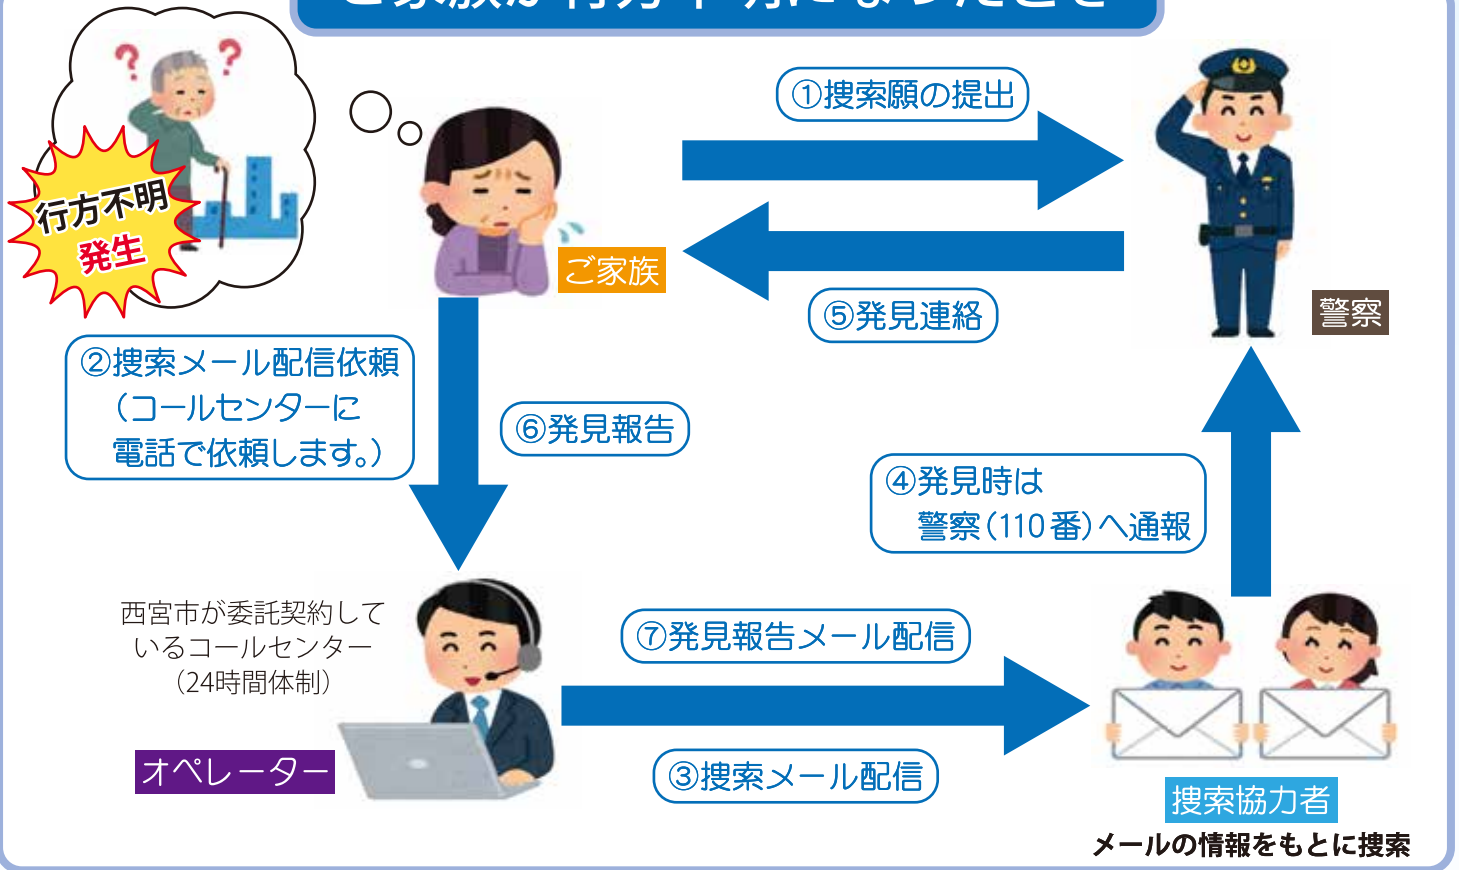 ?
?
行方不明
発生
①捜索願の提出
ご家族
⑤発見連絡
警察
②捜索メール配信依頼
（コールセンターに
電話で依頼します。）
⑥発見報告
④発見時は
警察（110番）へ通報
西宮市が委託契約して
いるコールセンター
（24時間体制）
オペレーター
⑦発見報告メール配信
③捜索メール配信
捜索協力者
メールの情報をもとに捜索